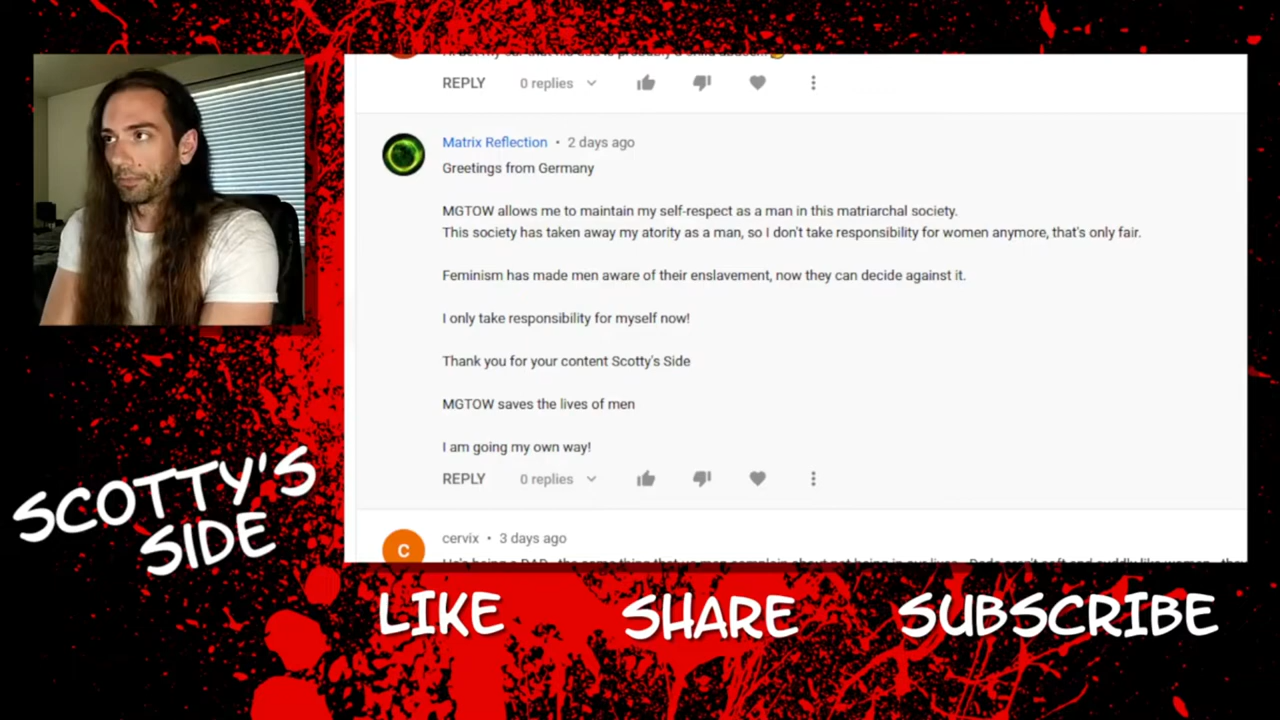 REPLY 0 replies
Matrix Reflection • 2 days ago
Greetings from Germany
MGTOW allows me to maintain my self-respect as a man in this matriarchal society.
This society has taken away my atority as a man, so I don't take responsibility for women anymore, that's only fair.
Feminism has made men aware of their enslavement, now they can decide against it.
I only take responsibility for myself now!
Thank you for your content Scotty's Side
MGTOW saves the lives of men
I am going my own way!
REPLY 0 replies
C
cervix • 3 days ago
SCOTTY'S
SIDE
LIKE SHARE SUBSCRIBE